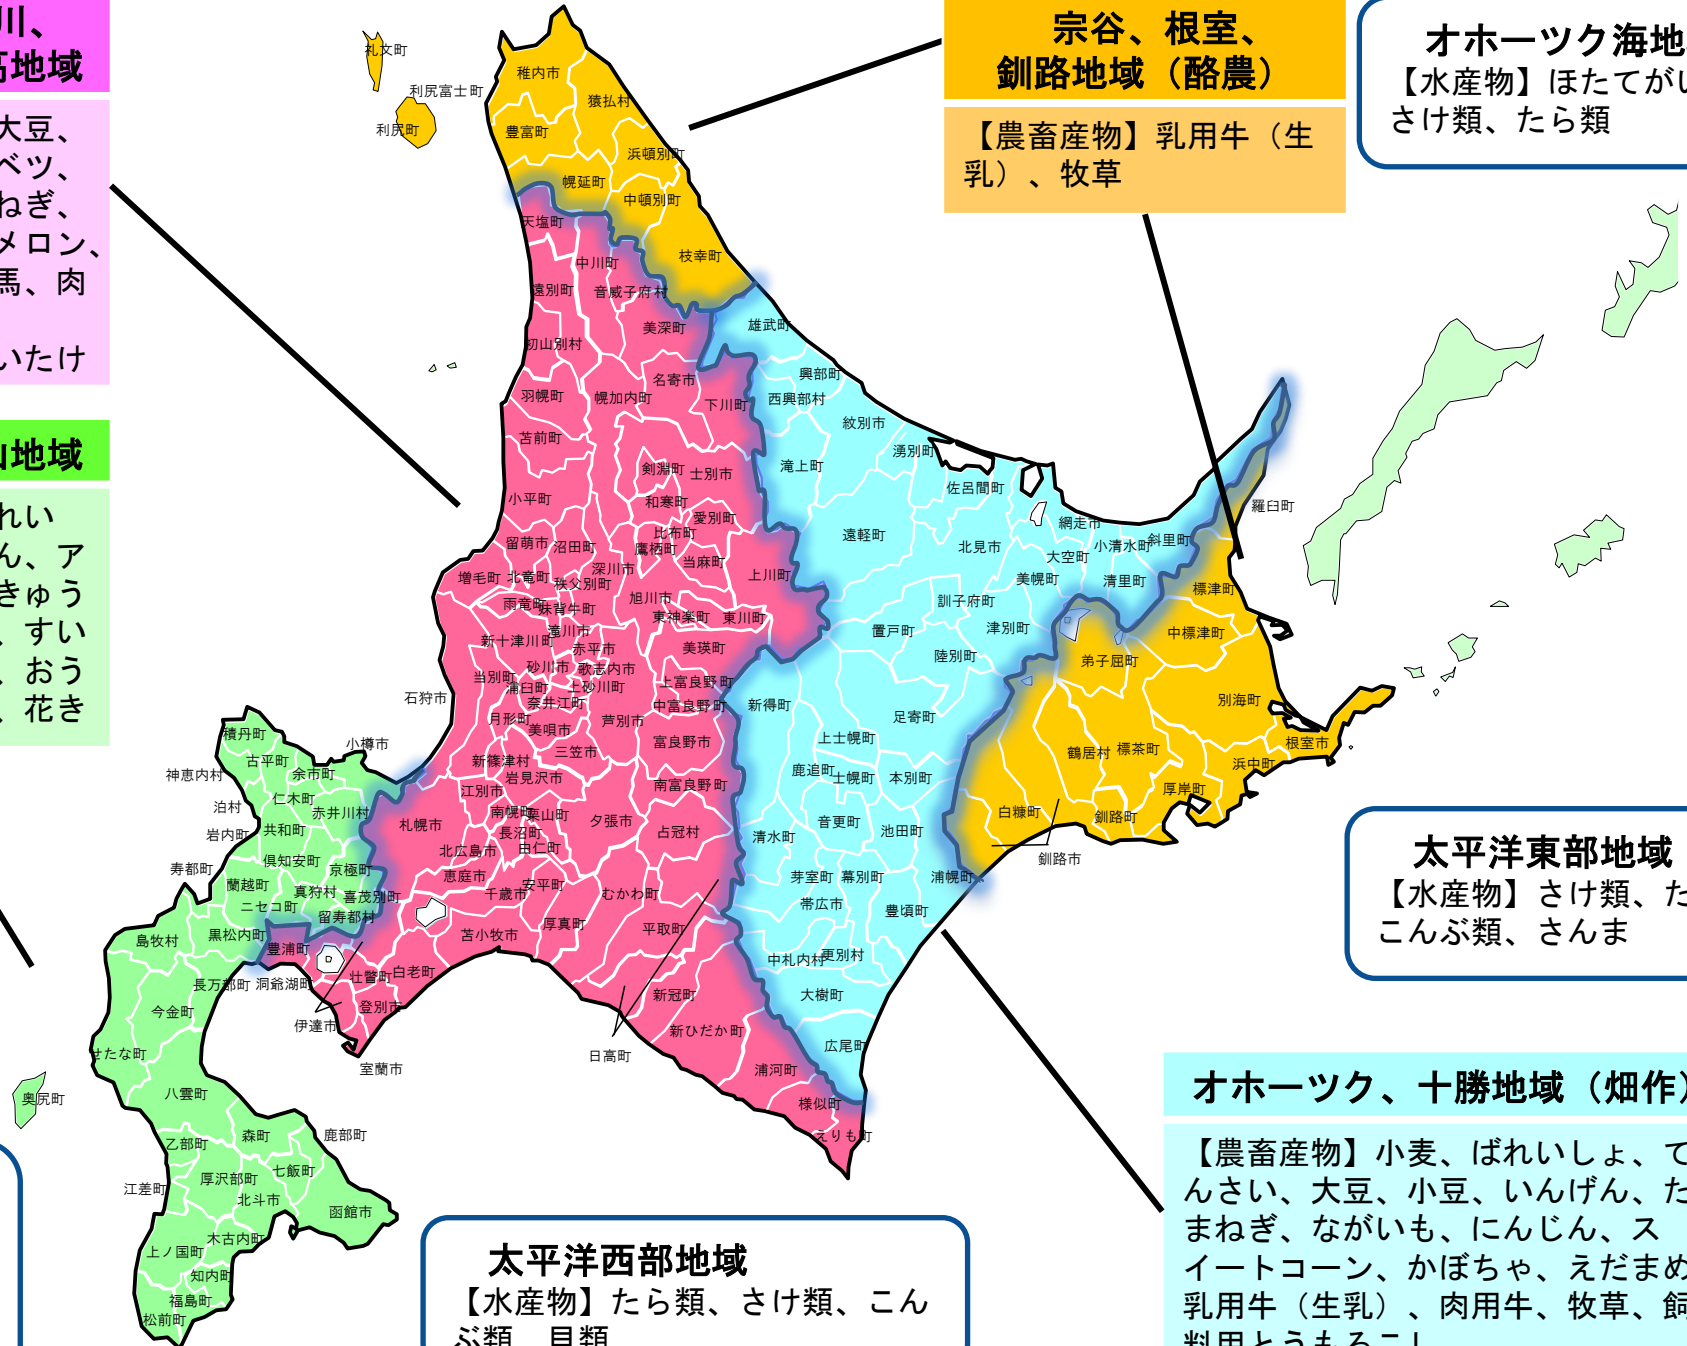 川、
高地域
大豆、
ベツ、
ねぎ、
メロン、
馬、肉
いたけ
山地域
れい
ん、ア
きゅう
、すい
、おう
、花き
宗谷、根室、
釧路地域（酪農）
【農畜産物】乳用牛（生
乳）、牧草
オホーツク海地
【水産物】ほたてがい
さけ類、たら類
太平洋東部地域
【水産物】さけ類、た
こんぶ類、さんま
オホーツク、十勝地域（畑作）
【農畜産物】小麦、ばれいしょ、て
んさい、大豆、小豆、いんげん、た
まねぎ、ながいも、にんじん、ス
イートコーン、かぼちゃ、えだまめ
乳用牛（生乳）、肉用牛、牧草、飼
料用とうもろこし
太平洋西部地域
【水産物】たら類、さけ類、こん
ぶ類、貝類
礼文町
利尻富士町
利尻町
稚内市
猿払村
豊富町
浜頓別町
幌延町
中頓別町
枝幸町
天塩町
中川町
遠別町
音威子府村
美深町
初山別村
名寄市
羽幌町
幌加内町
下川町
苫前町
剣淵町
士別市
小平町
和寒町
愛別町
比布町
留萌市
沼田町
鷹栖町
当麻町
上川町
深川市
増毛町
北竜町
秩父別町
旭川市
雨竜町
妹背牛町
東神楽町
東川町
滝川市
新十津川町
赤平市
美瑛町
砂川市
歌志内市
当別町
浦臼町
上砂川町
上富良野町
石狩市
奈井江町
中富良野町
月形町
芦別市
美唄市
富良野市
三笠市
新篠津村
岩見沢市
江別市
南富良野町
南幌町
栗山町
夕張市
札幌市
長沼町
占冠村
由仁町
北広島市
恵庭市
安平町
千歳市
むかわ町
厚真町
平取町
苫小牧市
白老町
壮瞥町
登別市
豊浦町
洞爺湖町
伊達市
室蘭市
日高町
新冠町
新ひだか町
浦河町
様似町
えりも町
雄武町
興部町
西興部村
紋別市
湧別町
滝上町
佐呂間町
遠軽町
網走市
北見市
小清水町
斜里町
大空町
美幌町
清里町
訓子府町
置戸町
津別町
陸別町
新得町
足寄町
上士幌町
鹿追町
士幌町
本別町
音更町
池田町
清水町
芽室町
幕別町
浦幌町
帯広市
豊頃町
中札内村
更別村
大樹町
広尾町
羅臼町
標津町
中標津町
弟子屈町
別海町
根室市
鶴居村
標茶町
浜中町
厚岸町
白糠町
釧路町
釧路市
積丹町
小樽市
古平町
神恵内村
余市町
泊村
仁木町
赤井川村
岩内町
共和町
倶知安町
寿都町
京極町
蘭越町
真狩村
喜茂別町
ニセコ町
留寿都村
島牧村
黒松内町
長万部町
今金町
せたな町
八雲町
奥尻町
森町
鹿部町
乙部町
七飯町
厚沢部町
江差町
北斗市
函館市
木古内町
上ノ国町
知内町
福島町
松前町